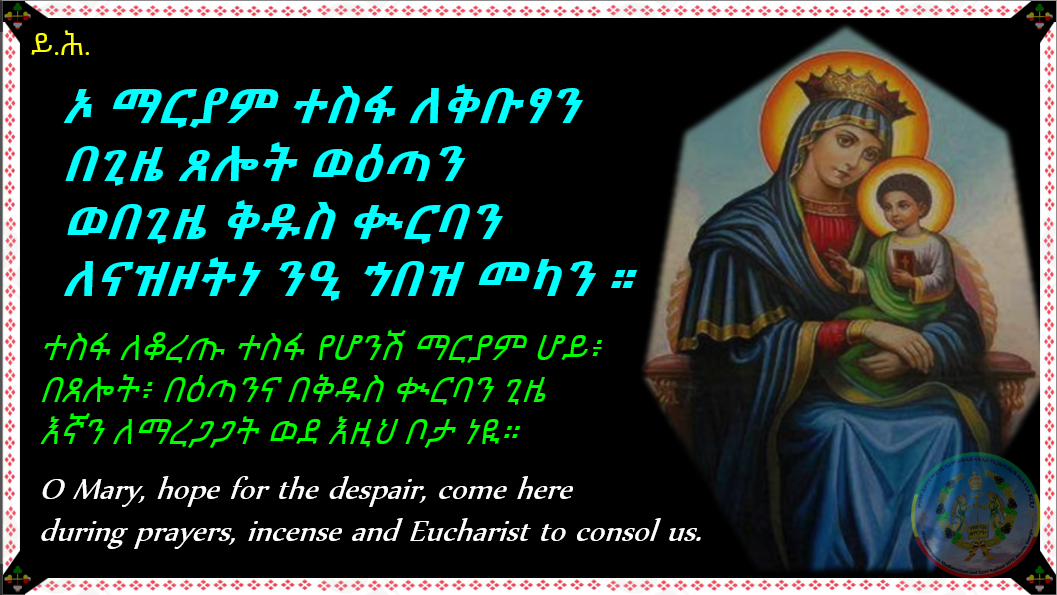 ይ.ሕ.
ኦ ማርያም ተስፋ ለቅቡፃን
በጊዜ ጸሎት ወዕጣን
ወበጊዜ ቅዱስ ቊርባን
ለናዝዞትነ ንዒ ኀበዝ መካን ።
ተስፋ ለቆረጡ ተስፋ የሆንሽ ማርያም ሆይ፥
በጸሎት፥ በዕጣንና በቅዱስ ቊርባን ጊዜ
እኛን ለማረጋጋት ወደ እዚህ ቦታ ነዪ።
O Mary, hope for the despair, come here
during prayers, incense and Eucharist to consol us.